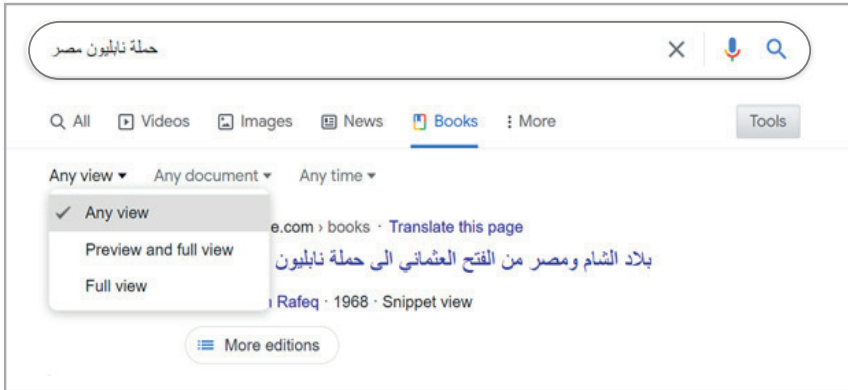 حملة نابليون مصر
All Videos Images News Books More Tools
Any view Any document Any time
Any view
e.com › books · Translate this page
Preview and full view
بلاد الشام ومصر من الفتح العثماني الى حملة نابليون
Full view
Rafeq · 1968 · Snippet view
More editions